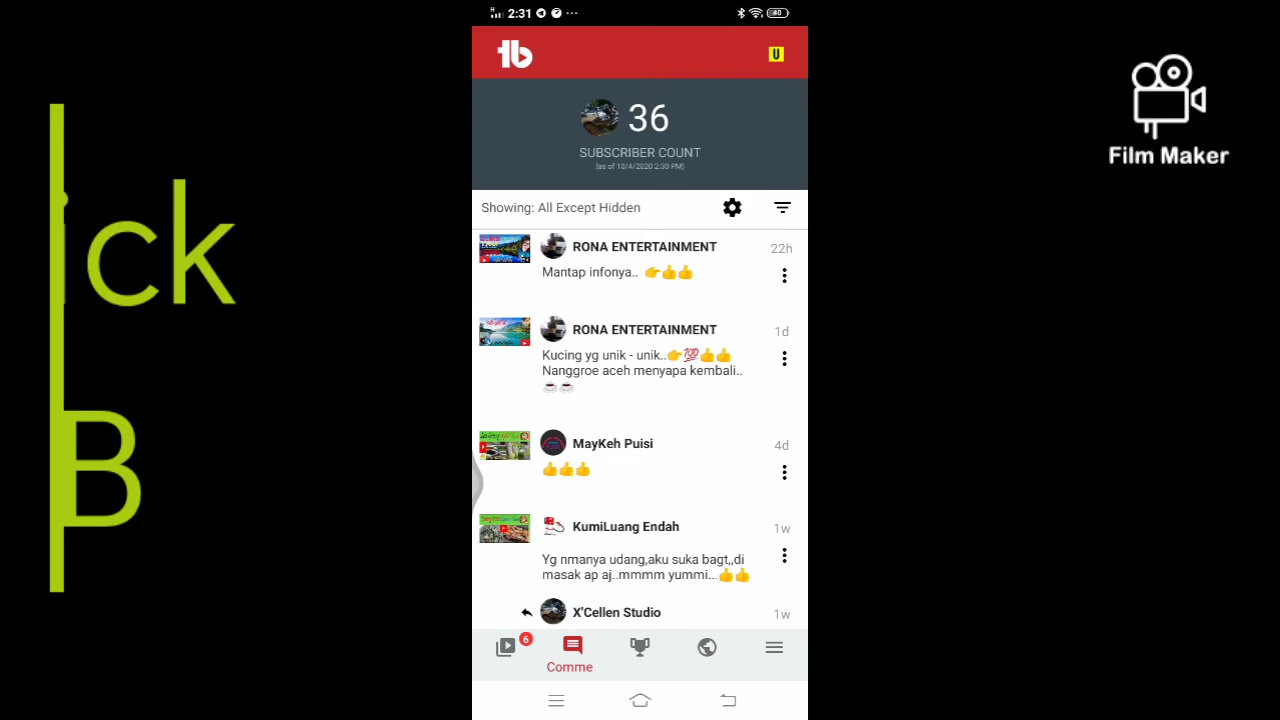 2:31
40
U
36
SUBSCRIBER COUNT
(as of 10/4/2020 2:30 PM)
Showing: All Except Hidden
RONA ENTERTAINMENT
22h
Mantap infonya.. 👉👍👍
RONA ENTERTAINMENT
1d
Kucing yg unik - unik..👉💯👍👍
Nanggroe aceh menyapa kembali..
☕☕
MayKeh Puisi
4d
👍👍👍
KumiLuang Endah
1w
Yg nmanya udang,aku suka bagt,,di
masak ap aj..mmmm yummi...👍👍
X'Cellen Studio
1w
6
Comme
ick
B
Film Maker